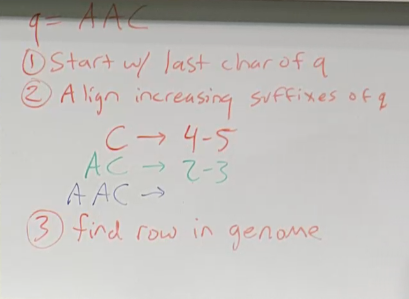 q = AAC
① Start w/ last char of q
② Align increasing suffixes of q
C → 4-5
AC → 2-3
AAC →
③ find row in genome